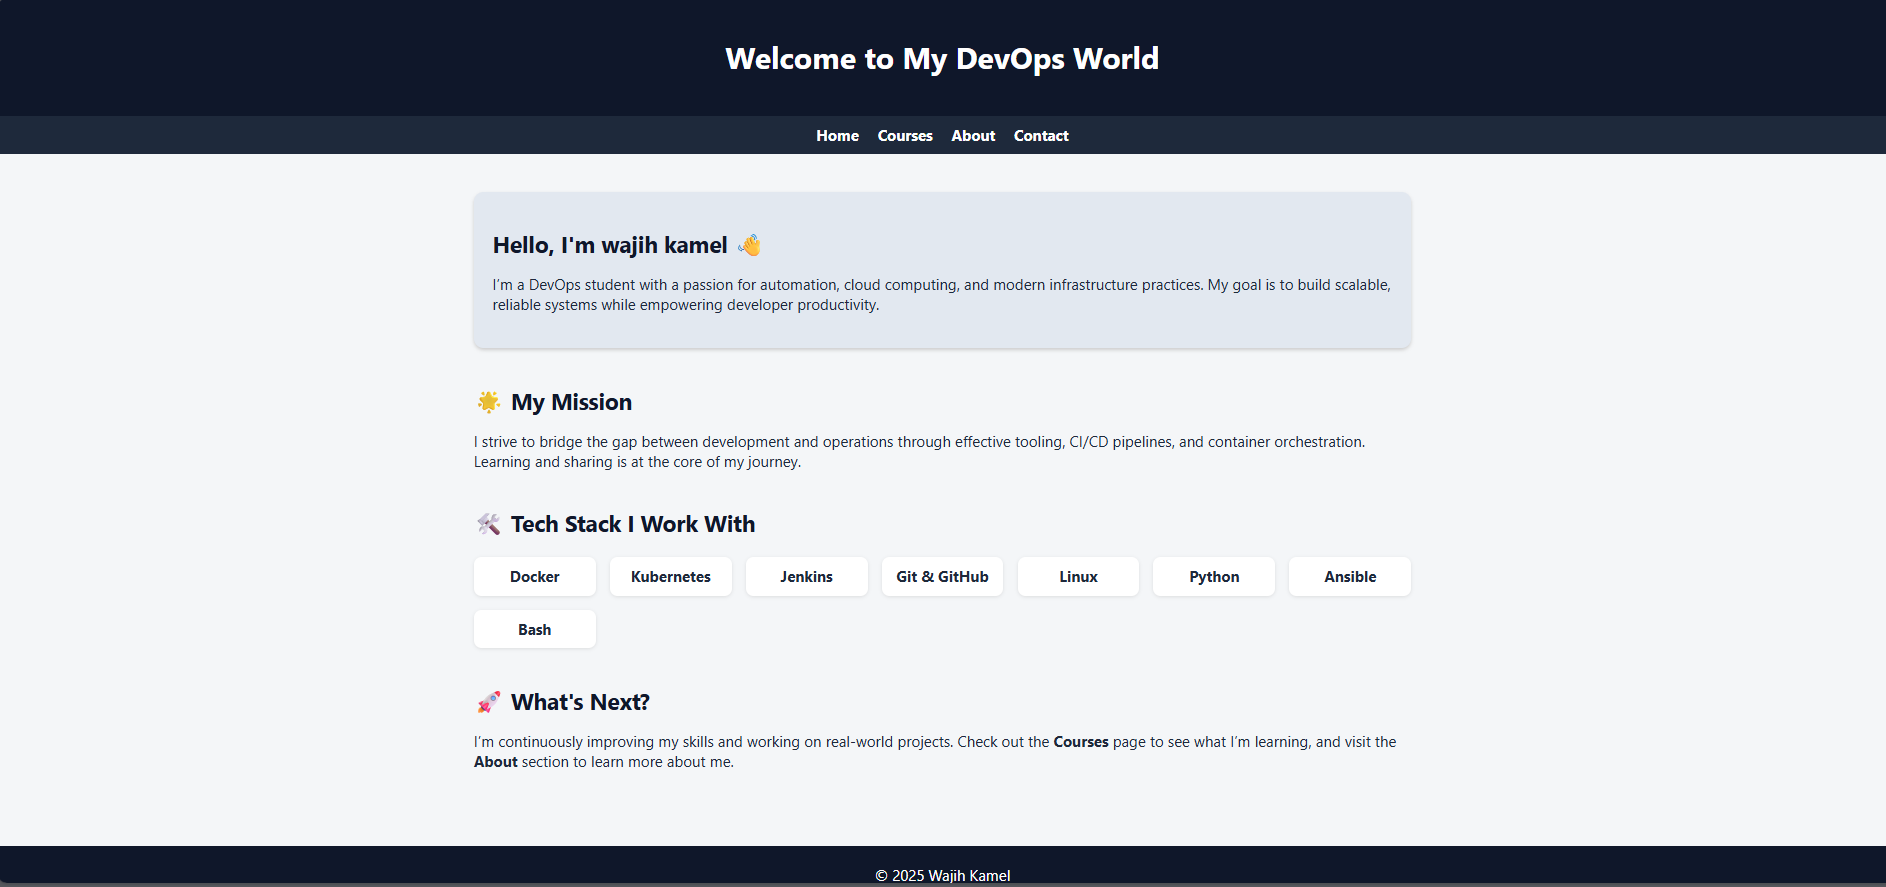 Welcome to My DevOps World
Home Courses About Contact
Hello, I'm wajih kamel 👋
I’m a DevOps student with a passion for automation, cloud computing, and modern infrastructure practices. My goal is to build scalable,
reliable systems while empowering developer productivity.
🌟 My Mission
I strive to bridge the gap between development and operations through effective tooling, CI/CD pipelines, and container orchestration.
Learning and sharing is at the core of my journey.
🛠️ Tech Stack I Work With
Docker Kubernetes Jenkins Git & GitHub Linux Python Ansible
Bash
🚀 What's Next?
I’m continuously improving my skills and working on real-world projects. Check out the Courses page to see what I’m learning, and visit the
About section to learn more about me.
© 2025 Wajih Kamel